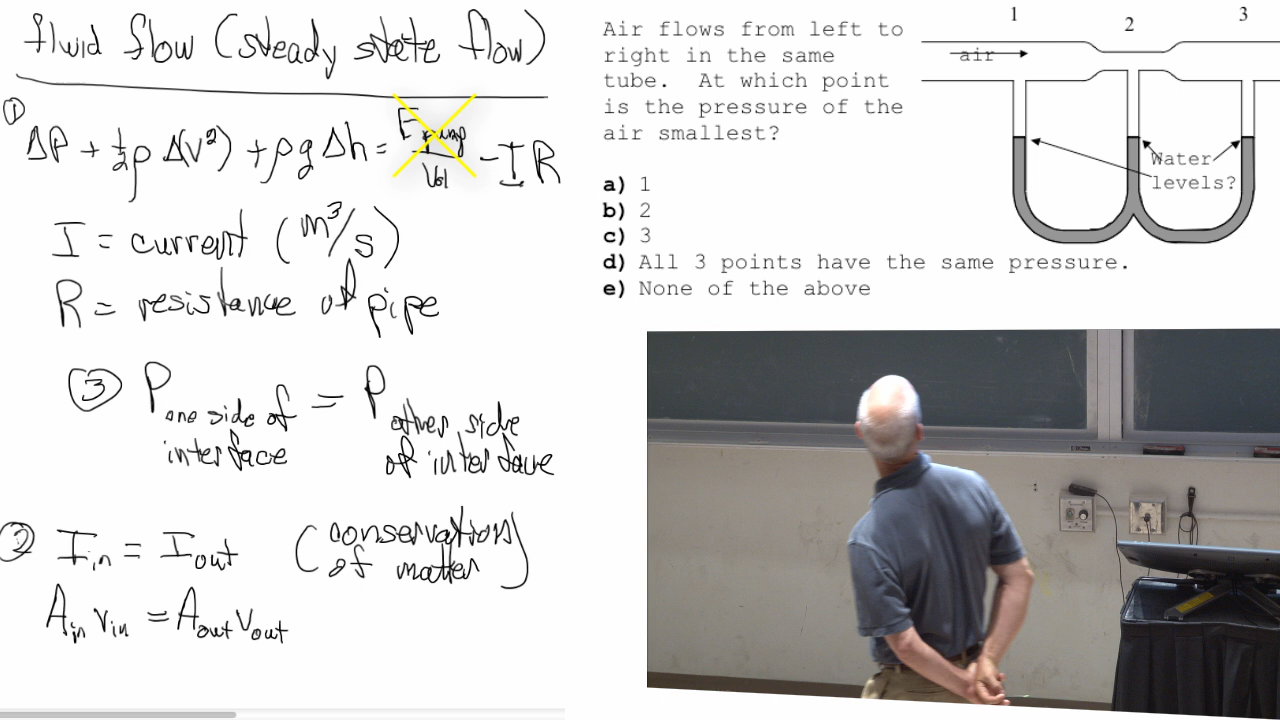 fluid flow (steady state flow)
① ΔP + ½ρ Δ(v²) + ρ g Δh = E pump / Vol - I R
I = current (m³/s)
R = resistance of pipe
③ P one side of interface = P other side of interface
② I in = I out (conservation of matter)
A in v in = A out v out
Air flows from left to
right in the same
tube. At which point
is the pressure of the
air smallest?
a) 1
b) 2
c) 3
d) All 3 points have the same pressure.
e) None of the above
1 2 3
air
Water
levels?